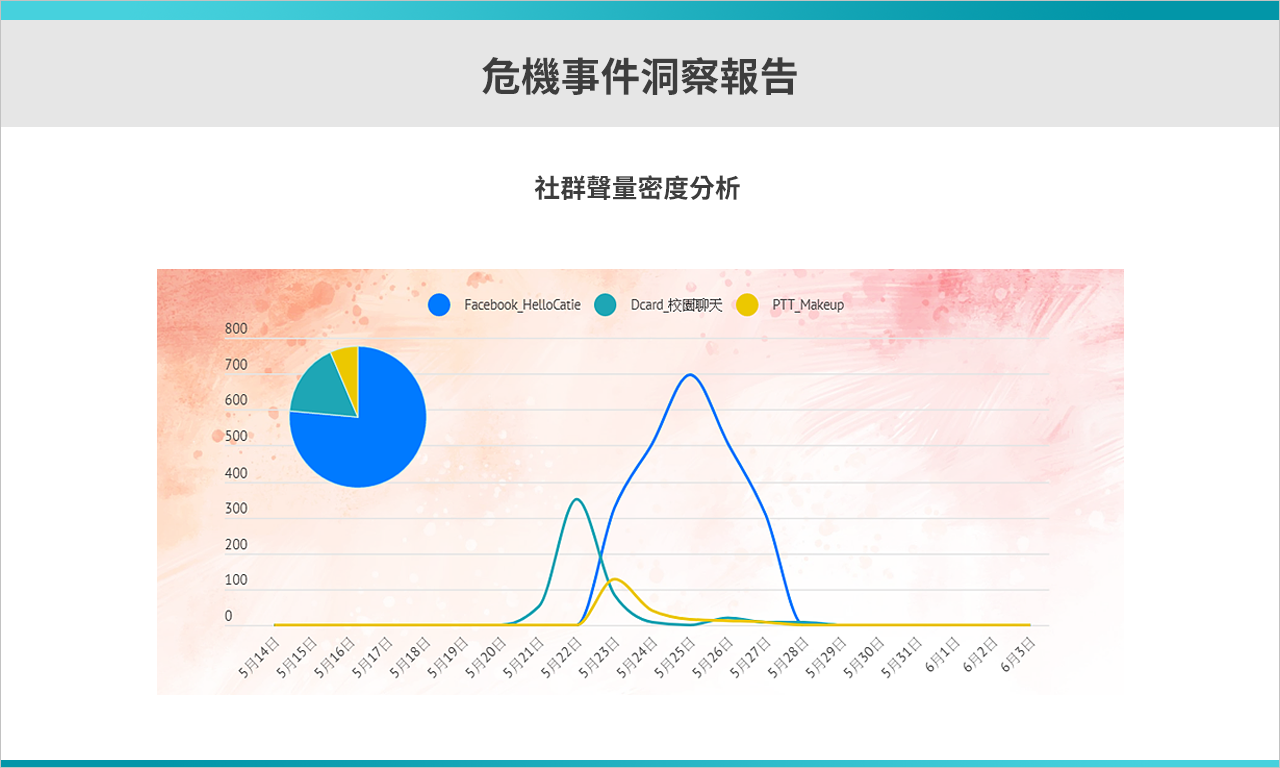 危機事件洞察報告
社群聲量密度分析
Facebook_HelloCatie
Dcard_校園聊天
PTT_Makeup
800
700
600
500
400
300
200
100
0
5月14日
5月15日
5月16日
5月17日
5月18日
5月19日
5月20日
5月21日
5月22日
5月23日
5月24日
5月25日
5月26日
5月27日
5月28日
5月29日
5月30日
5月31日
6月1日
6月2日
6月3日